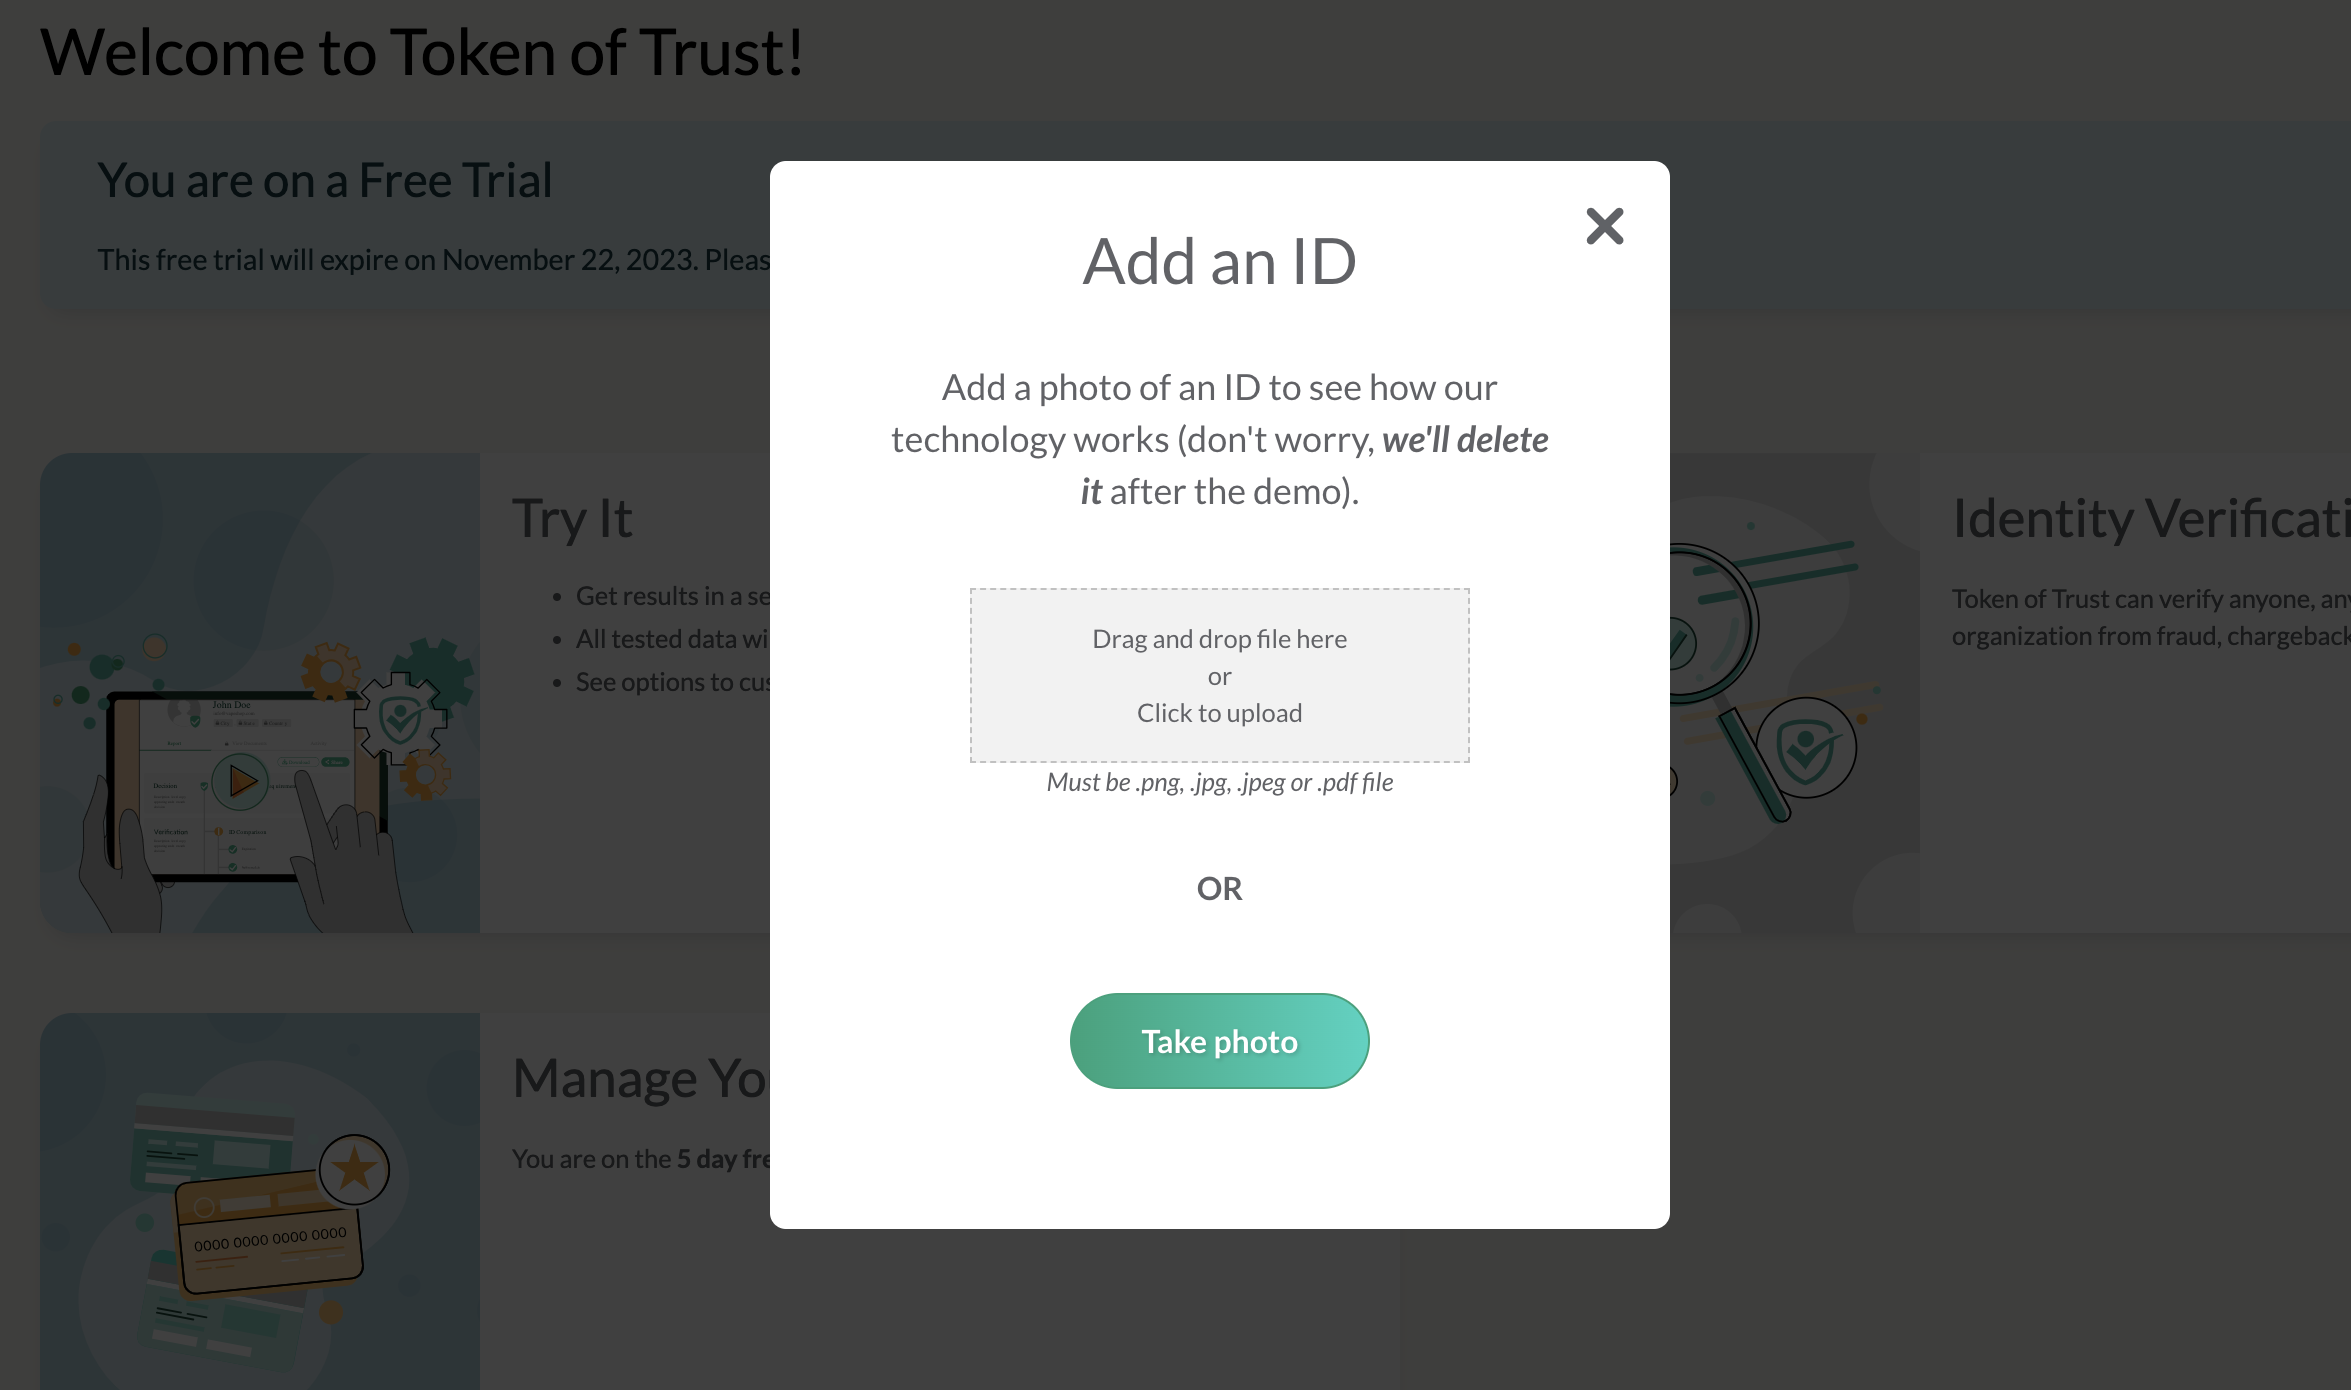 Welcome to Token of Trust!
You are on a Free Trial
This free trial will expire on November 22, 2023. Pleas
Add an ID
Add a photo of an ID to see how our
technology works (don't worry, we'll delete
it after the demo).
Drag and drop file here
or
Click to upload
Must be .png, .jpg, .jpeg or .pdf file
OR
Take photo
Try It
• Get results in a se
• All tested data wi
• See options to cus
John Doe
Decision
Verification
ID Comparison
Identity Verificati
Token of Trust can verify anyone, any
organization from fraud, chargeback
Manage Yo
You are on the 5 day fre
0000 0000 0000 0000